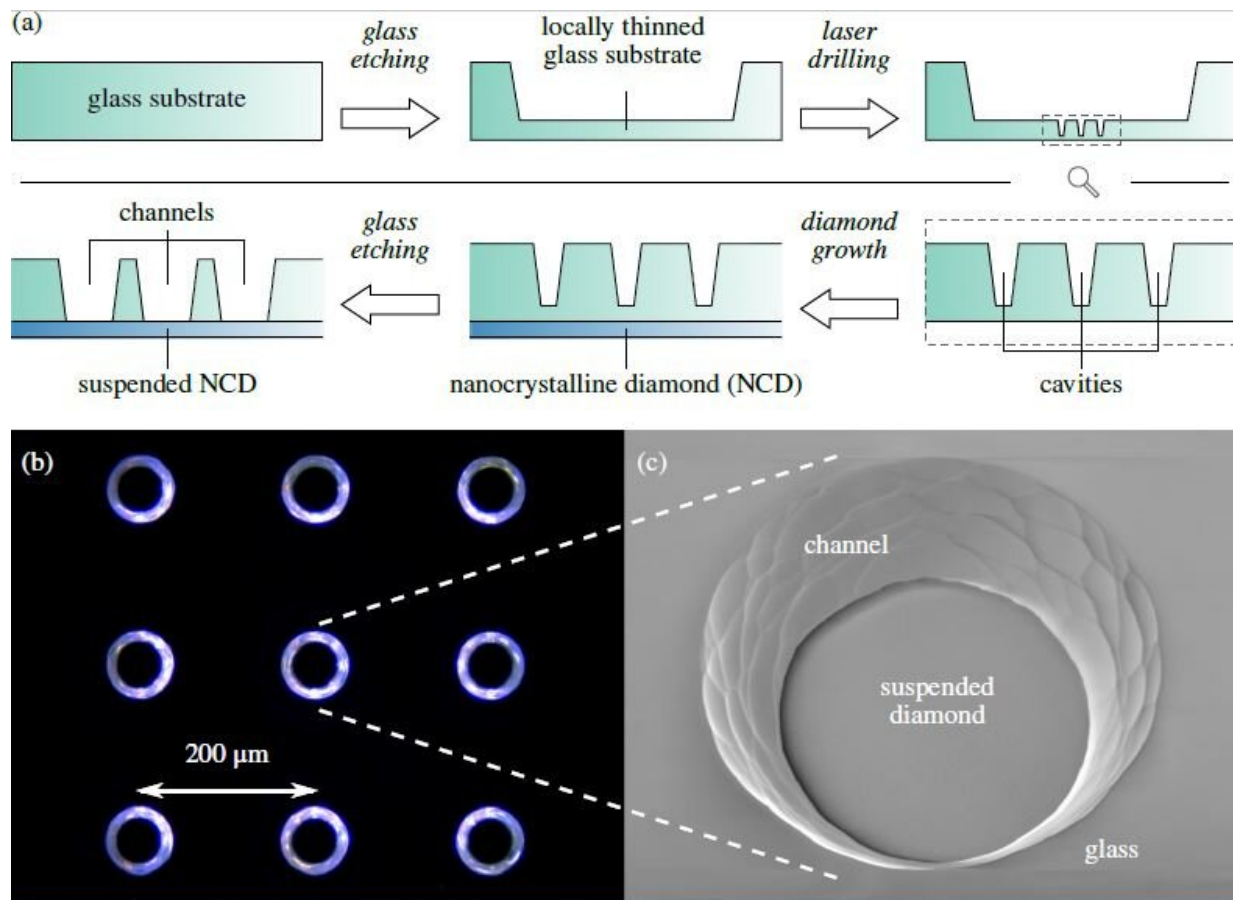 (a)
glass
etching
locally thinned
glass substrate
laser
drilling
glass substrate
channels
glass
etching
diamond
growth
suspended NCD
nanocrystalline diamond (NCD)
cavities
(b)
(c)
channel
suspended
diamond
200 μm
glass